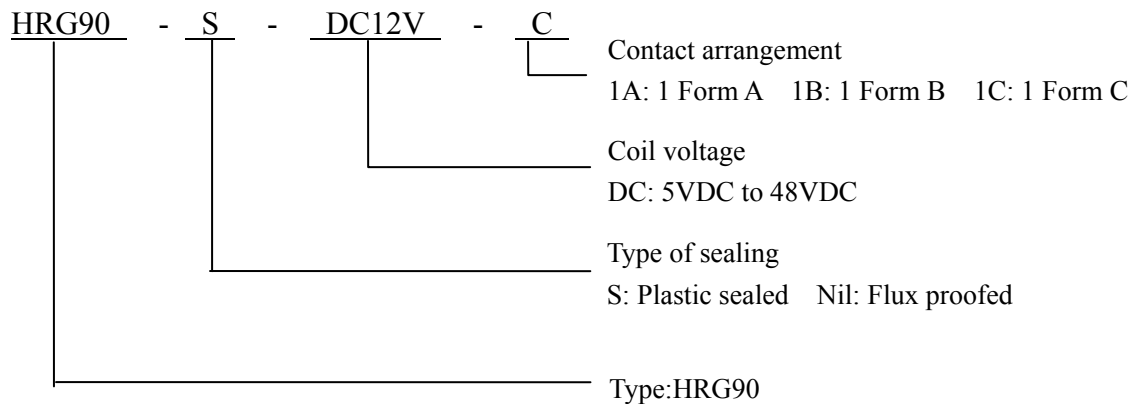 HRG90 - S - DC12V - C
Contact arrangement
1A: 1 Form A 1B: 1 Form B 1C: 1 Form C
Coil voltage
DC: 5VDC to 48VDC
Type of sealing
S: Plastic sealed Nil: Flux proofed
Type:HRG90